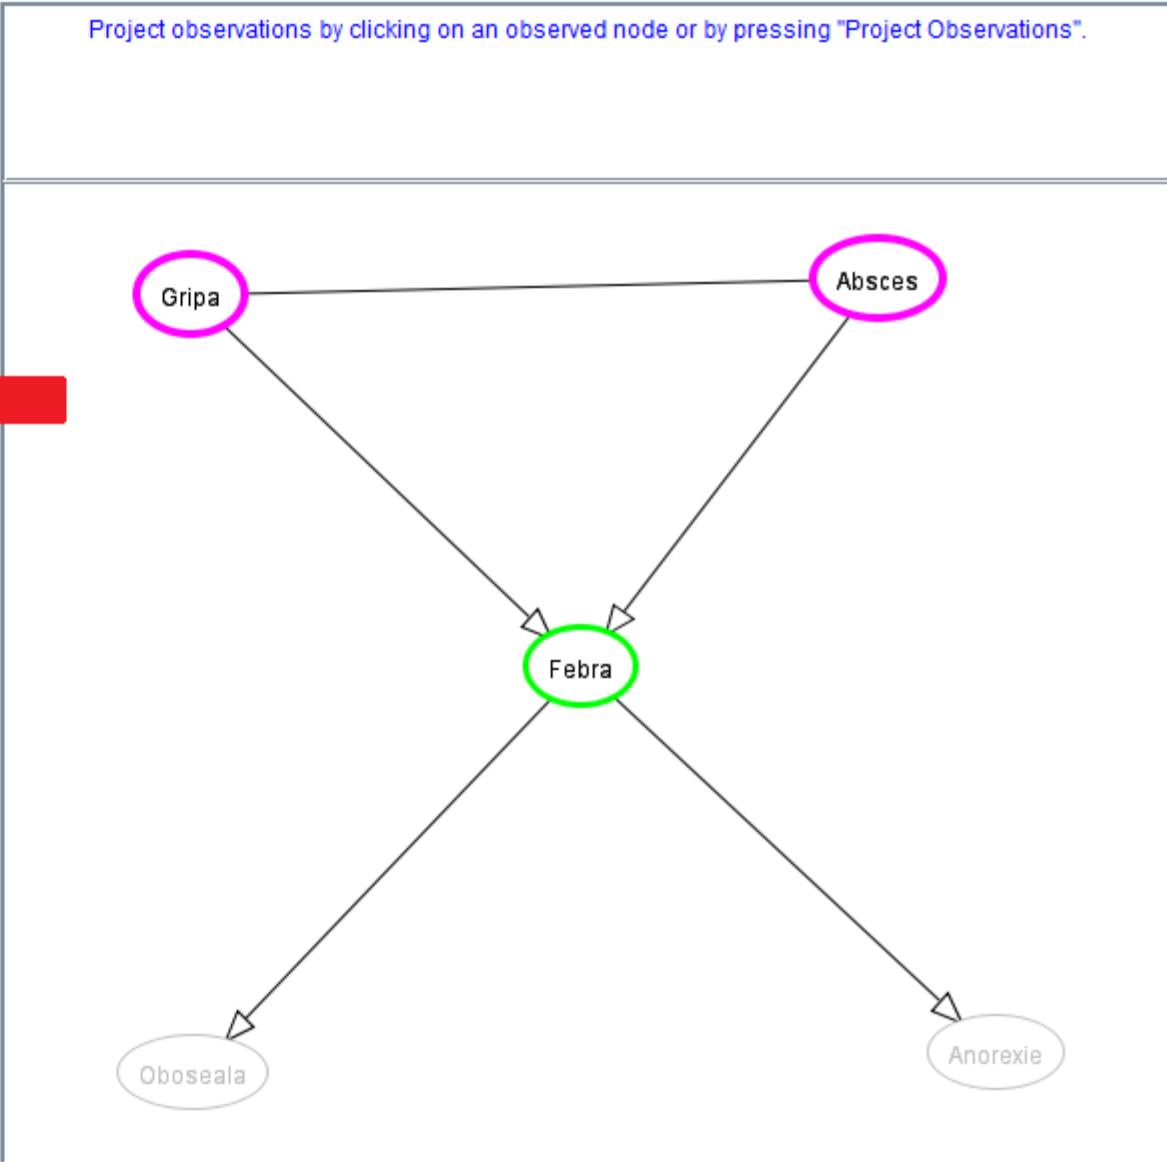 Project observations by clicking on an observed node or by pressing "Project Observations".
Gripa
Absces
Febra
Oboseala
Anorexie